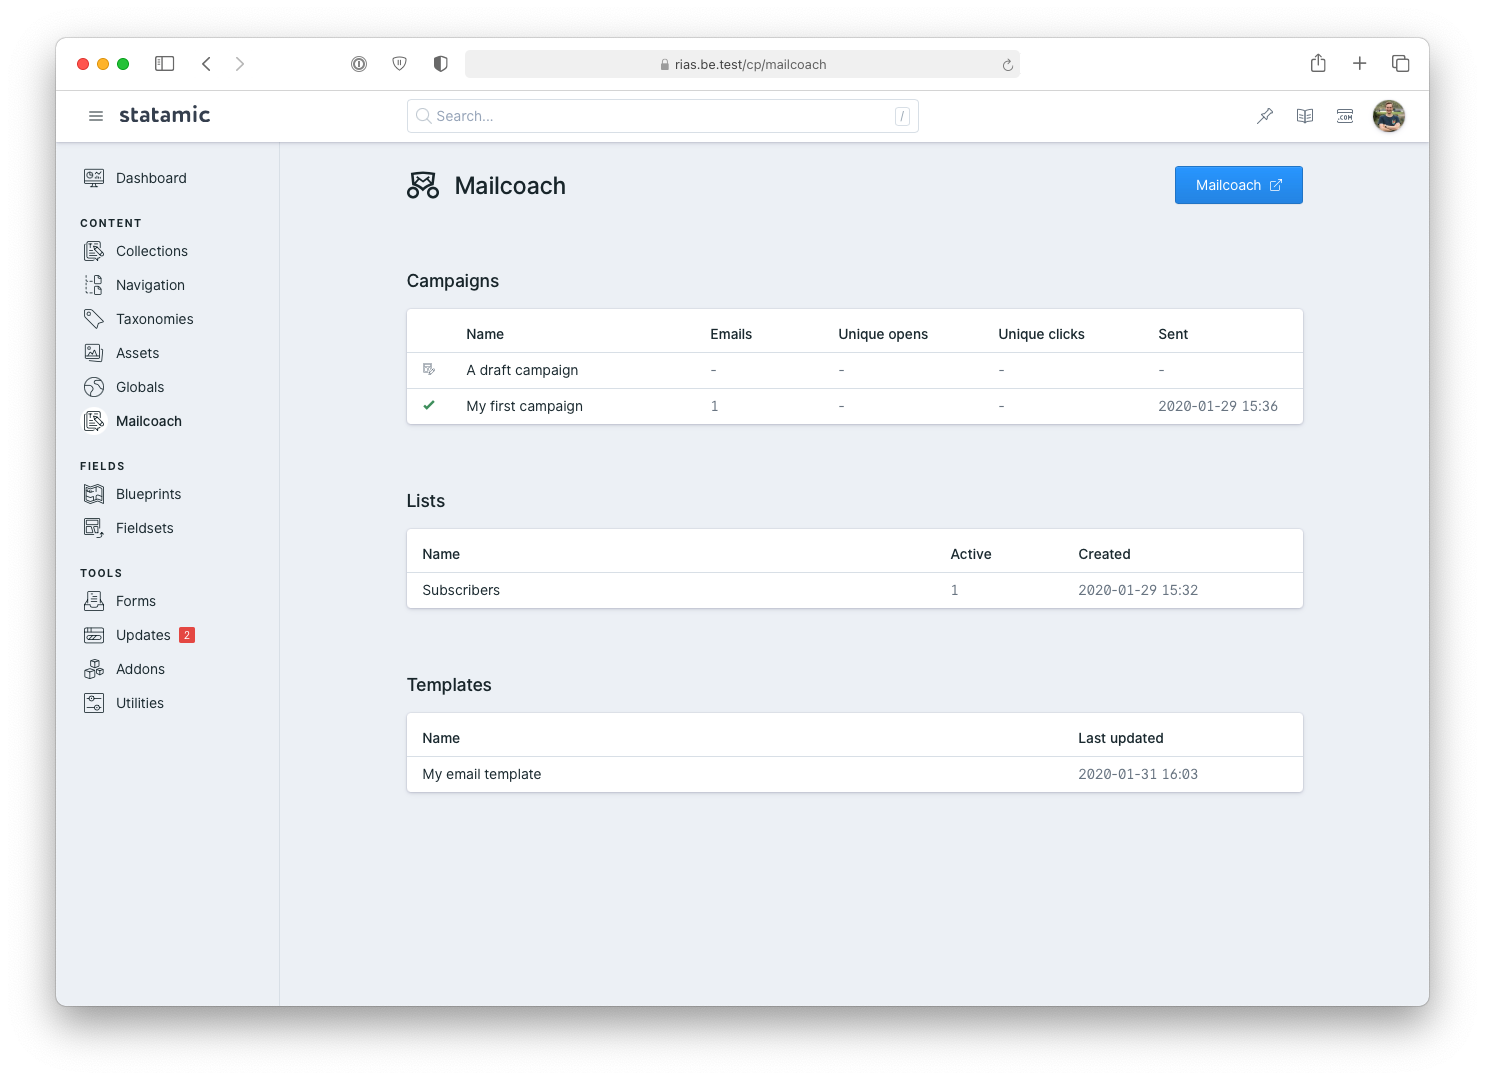 rias.be.test/cp/mailcoach
statamic
Search...
/
.COM
Dashboard
CONTENT
Collections
Navigation
Taxonomies
Assets
Globals
Mailcoach
FIELDS
Blueprints
Fieldsets
TOOLS
Forms
Updates 2
Addons
Utilities
Mailcoach
Mailcoach
Campaigns
Name Emails Unique opens Unique clicks Sent
A draft campaign - - - -
My first campaign 1 - - 2020-01-29 15:36
Lists
Name Active Created
Subscribers 1 2020-01-29 15:32
Templates
Name Last updated
My email template 2020-01-31 16:03